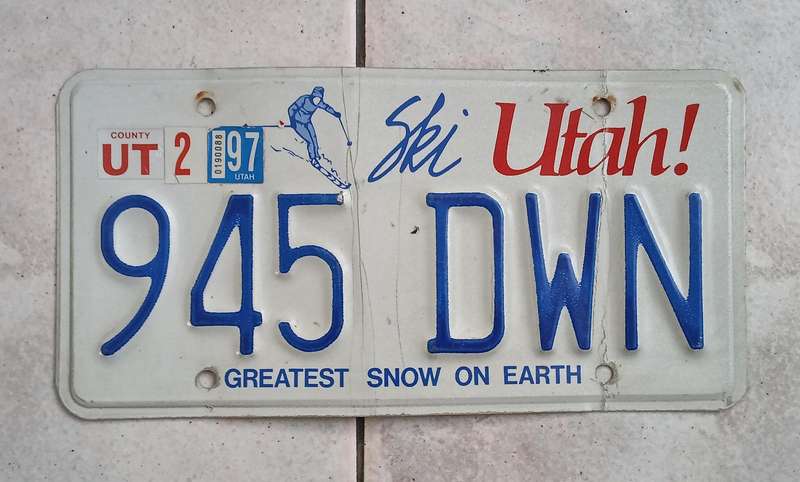 Ski Utah!
COUNTY
UT 2 0190088 97
UTAH
945 DWN
GREATEST SNOW ON EARTH